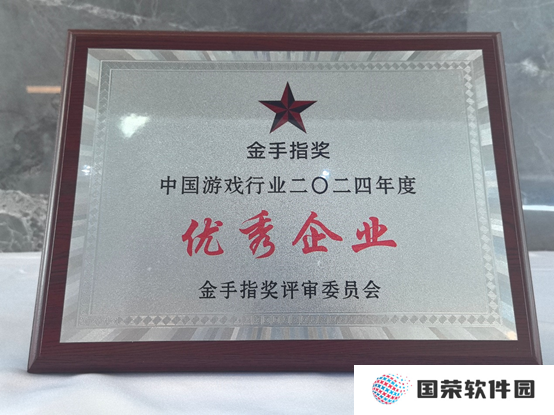 金手指奖
中国游戏行业二〇二四年度
优秀企业
金手指奖评审委员会
国荣软件园